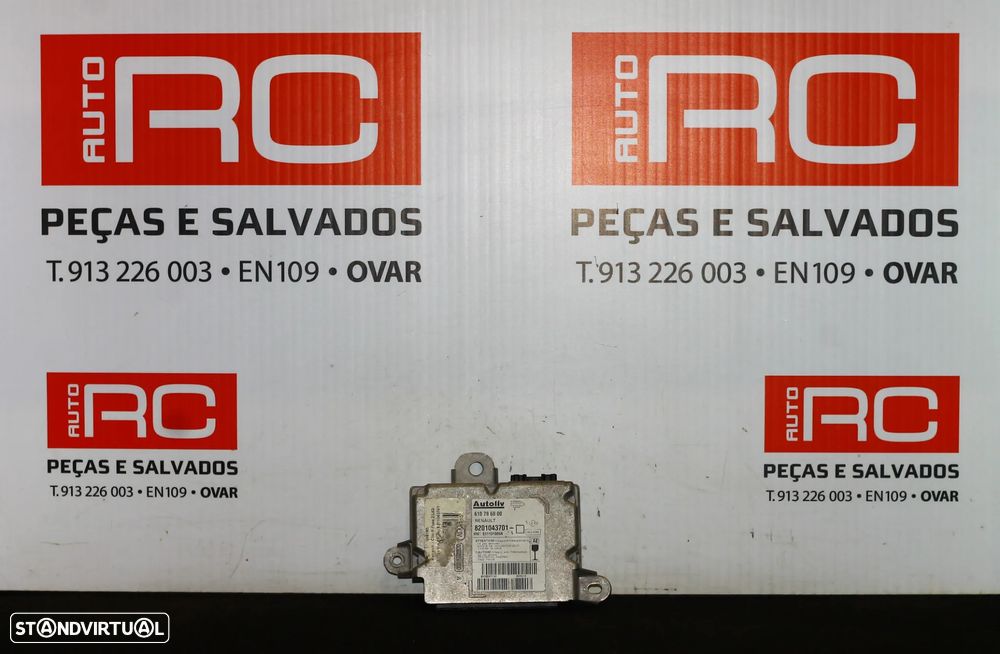 AUTO RC
PEÇAS E SALVADOS
T. 913 226 003 • EN109 • OVAR
AUTO RC
PEÇAS E SALVADOS
T. 913 226 003 • EN109 • OVAR
AUTO RC
PEÇAS E SALVADOS
T. 913 226 003 • EN109 • OVAR
AUTO RC
PEÇAS E SALVADOS
T. 913 226 003 • EN109 • OVAR
Autoliv
610 79 60 00
RENAULT
8201043701--
STANDVIRTUAL